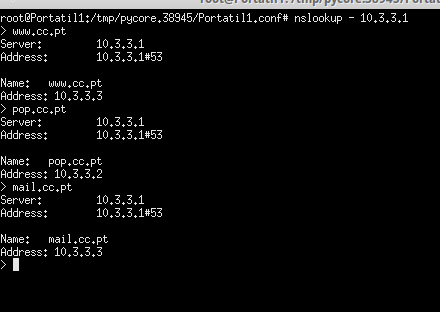 root@Portatil1:/tmp/pycore.38945/Portatil1.conf# nslookup - 10.3.3.1
> www.cc.pt
Server:         10.3.3.1
Address:        10.3.3.1#53

Name:   www.cc.pt
Address: 10.3.3.3
> pop.cc.pt
Server:         10.3.3.1
Address:        10.3.3.1#53

Name:   pop.cc.pt
Address: 10.3.3.2
> mail.cc.pt
Server:         10.3.3.1
Address:        10.3.3.1#53

Name:   mail.cc.pt
Address: 10.3.3.3
>